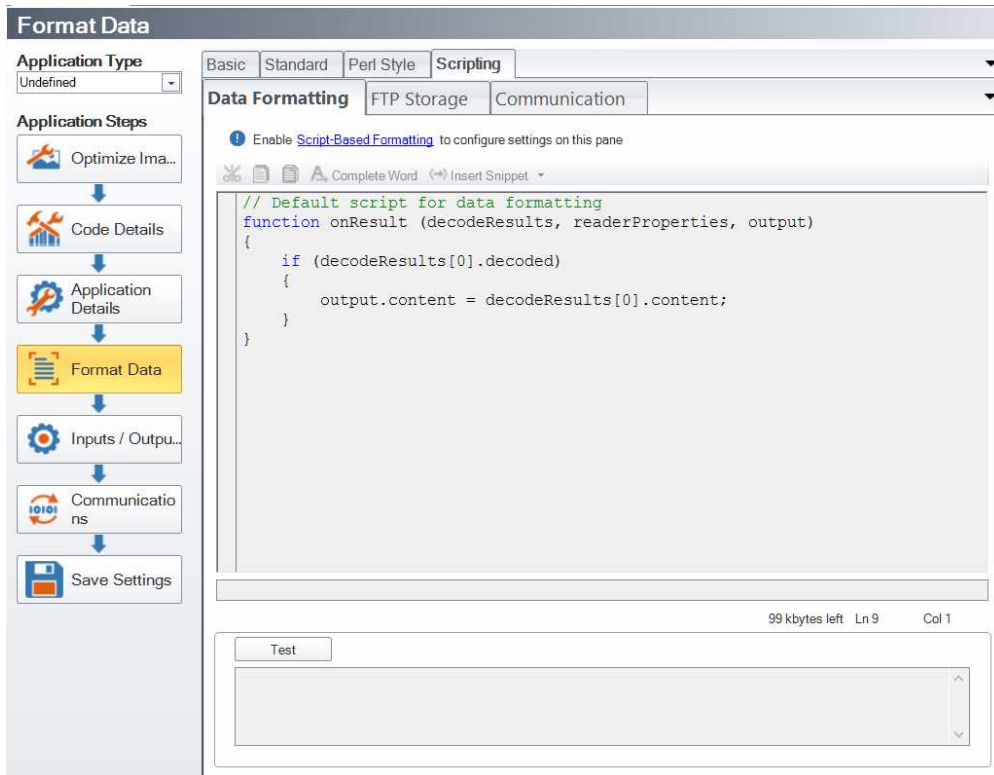 Format Data
Application Type
Undefined
Application Steps
Optimize Ima...
Code Details
Application
Details
Format Data
Inputs / Outpu...
Communicatio
ns
Save Settings
Basic Standard Perl Style Scripting
Data Formatting FTP Storage Communication
Enable Script-Based Formatting to configure settings on this pane
Complete Word Insert Snippet
// Default script for data formatting
function onResult (decodeResults, readerProperties, output)
{
    if (decodeResults[0].decoded)
    {
        output.content = decodeResults[0].content;
    }
}
99 kbytes left Ln 9 Col 1
Test